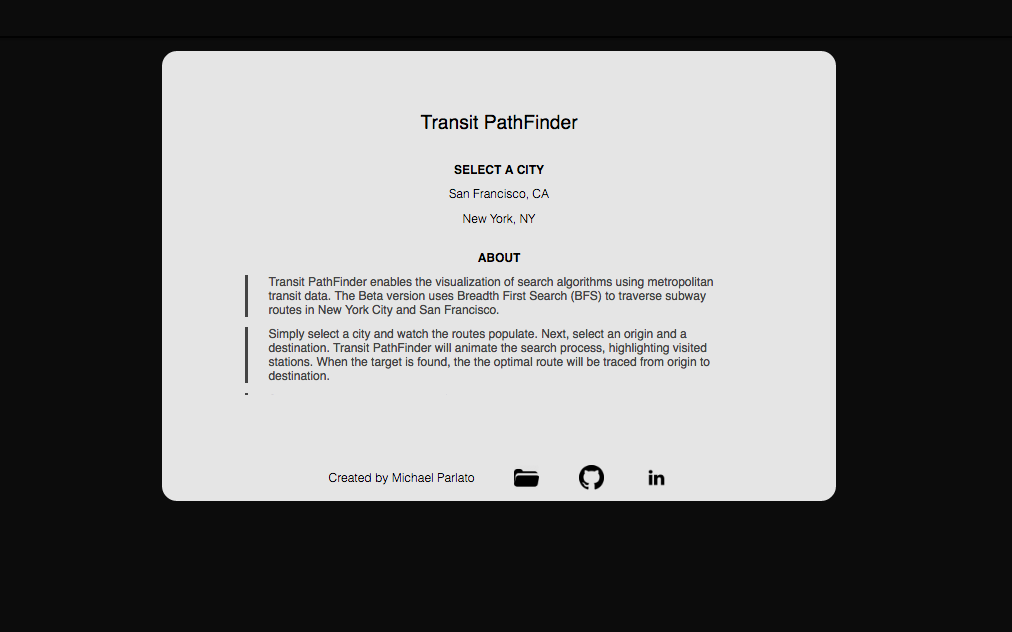 Transit PathFinder
SELECT A CITY
San Francisco, CA
New York, NY
ABOUT
Transit PathFinder enables the visualization of search algorithms using metropolitan
transit data. The Beta version uses Breadth First Search (BFS) to traverse subway
routes in New York City and San Francisco.
Simply select a city and watch the routes populate. Next, select an origin and a
destination. Transit PathFinder will animate the search process, highlighting visited
stations. When the target is found, the the optimal route will be traced from origin to
destination.
Created by Michael Parlato
in